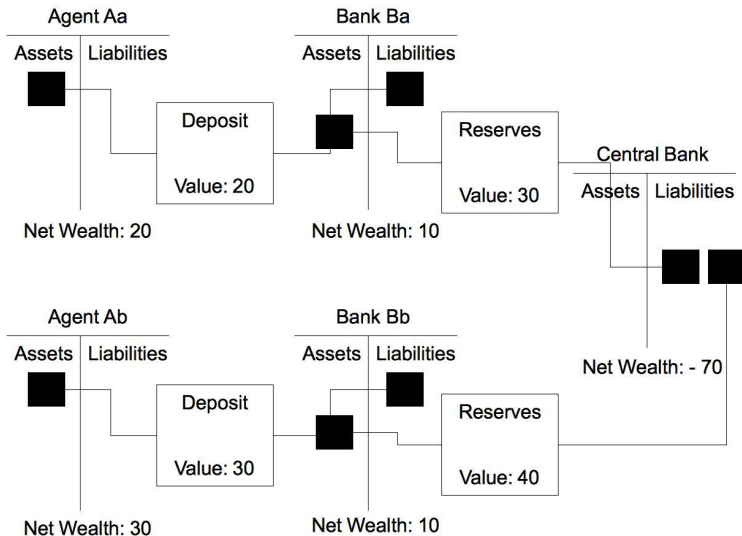 Agent Aa
Assets Liabilities
Deposit
Value: 20
Net Wealth: 20
Bank Ba
Assets Liabilities
Reserves
Value: 30
Net Wealth: 10
Central Bank
Assets Liabilities
Net Wealth: - 70
Agent Ab
Assets Liabilities
Deposit
Value: 30
Net Wealth: 30
Bank Bb
Assets Liabilities
Reserves
Value: 40
Net Wealth: 10